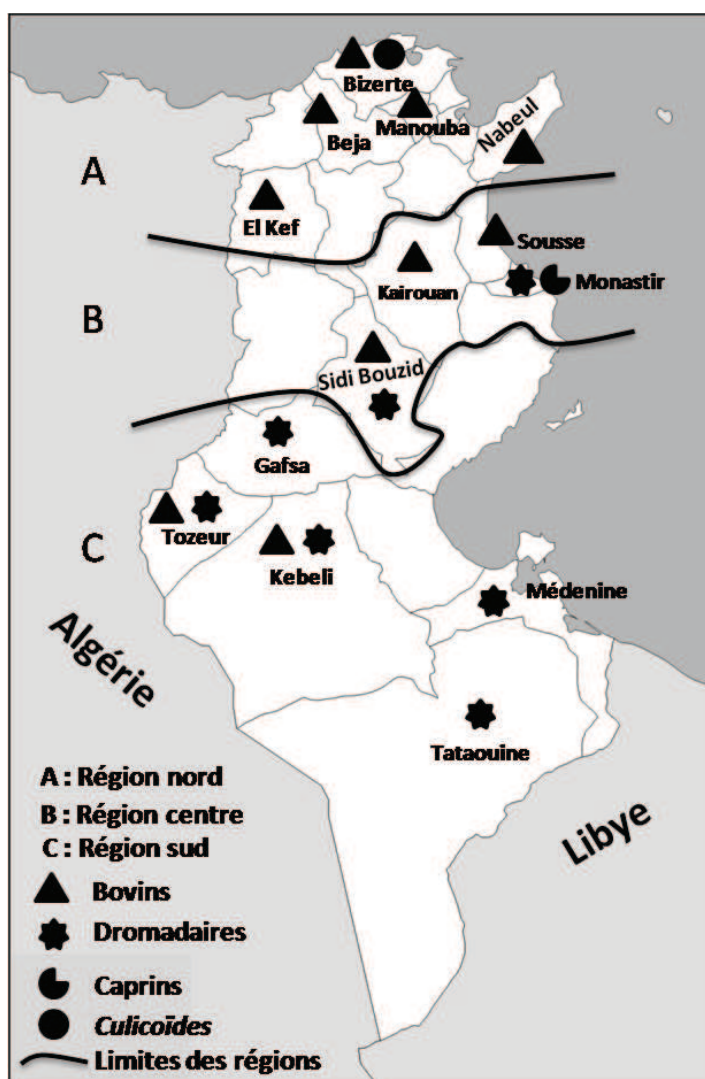 Bizerte
Manouba
Beja
Nabeul
A
El Kef
Sousse
Kairouan
Monastir
B
Sidi Bouzid
Gafsa
Tozeur
C
Kebeli
Médenine
Algérie
Tataouine
A : Région nord
B : Région centre
C : Région sud
Libye
Bovins
Dromadaires
Caprins
Culicoïdes
Limites des régions